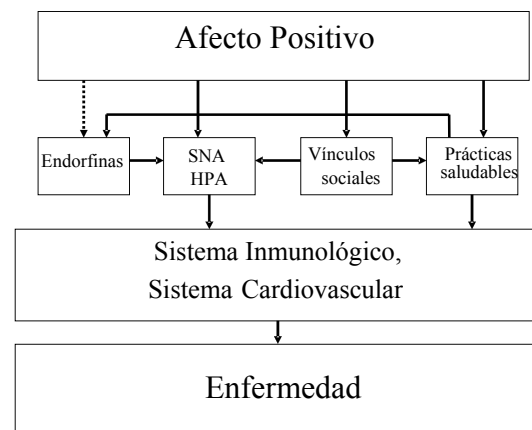 Afecto Positivo
Endorfinas
SNA
HPA
Vínculos
sociales
Prácticas
saludables
Sistema Inmunológico,
Sistema Cardiovascular
Enfermedad